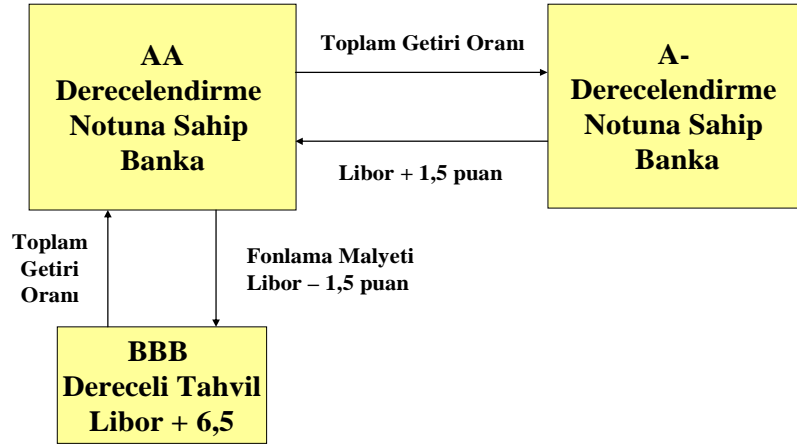 AA
Derecelendirme
Notuna Sahip
Banka
Toplam Getiri Oranı
A-
Derecelendirme
Notuna Sahip
Banka
Libor + 1,5 puan
Toplam
Getiri
Oranı
Fonlama Malyeti
Libor – 1,5 puan
BBB
Dereceli Tahvil
Libor + 6,5